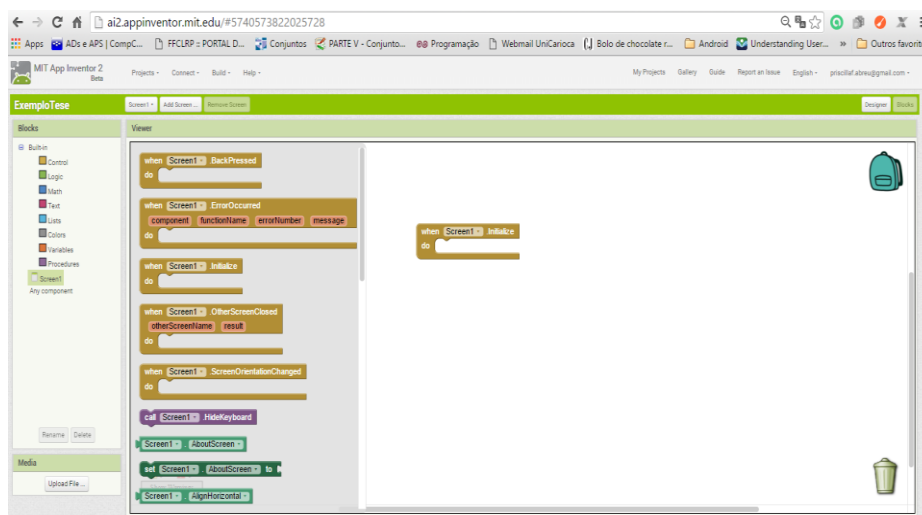 ai2.appinventor.mit.edu/#5740573822025728
Apps ADs e APS | CompC... FFCLRP :: PORTAL D... Conjuntos PARTE V - Conjunto... Programação Webmail UniCarioca Bolo de chocolate r... Android Understanding User... » Outros favorit
MIT App Inventor 2
Beta
Projects Connect Build Help
My Projects Gallery Guide Report an Issue English priscilaf.abreu@gmail.com
ExemploTese
Screen1 Add Screen ... Remove Screen
Designer Blocks
Blocks
Viewer
Built-in
Control
Logic
Math
Text
Lists
Colors
Variables
Procedures
Screen1
Any component
Rename Delete
Media
Upload File ...
when Screen1 .BackPressed
do
when Screen1 .ErrorOccurred
component functionName errorNumber message
do
when Screen1 .Initialize
do
when Screen1 .OtherScreenClosed
otherScreenName result
do
when Screen1 .ScreenOrientationChanged
do
call Screen1 .HideKeyboard
Screen1 . AboutScreen
set Screen1 . AboutScreen to
Screen1 . AlignHorizontal
when Screen1 .Initialize
do